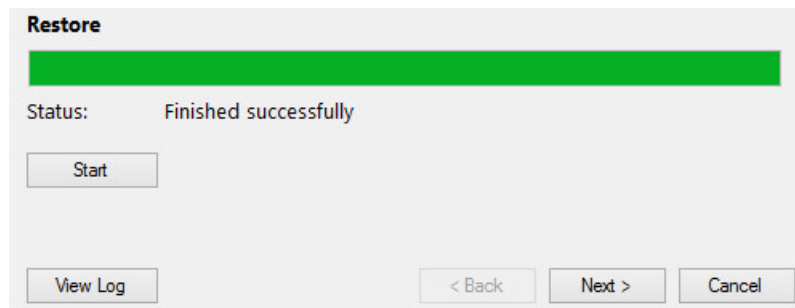 Restore
Status: Finished successfully
Start
View Log < Back Next > Cancel